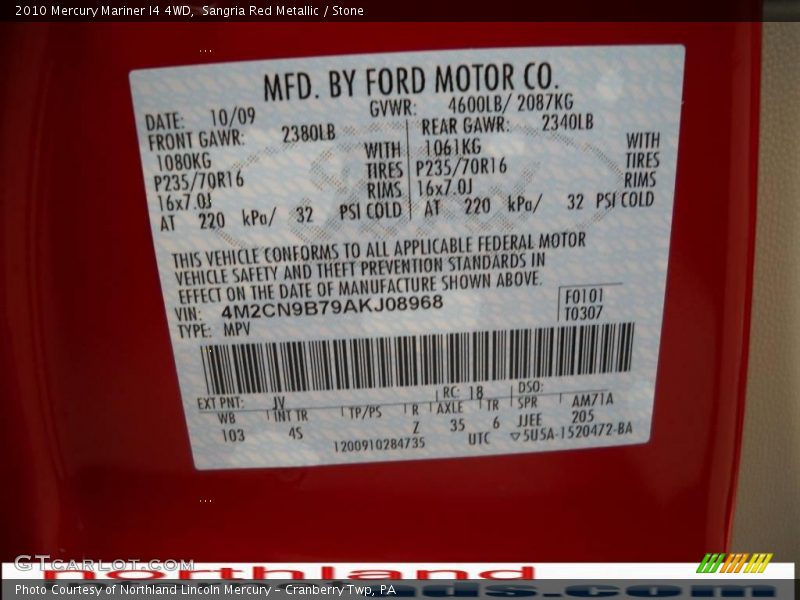 2010 Mercury Mariner I4 4WD, Sangria Red Metallic / Stone
MFD. BY FORD MOTOR CO.
DATE: 10/09 GVWR: 4600LB/ 2087KG
FRONT GAWR: 2380LB REAR GAWR: 2340LB
1080KG WITH 1061KG WITH
P235/70R16 TIRES P235/70R16 TIRES
16x7.0J RIMS 16x7.0J RIMS
AT 220 kPa/ 32 PSI COLD AT 220 kPa/ 32 PSI COLD
THIS VEHICLE CONFORMS TO ALL APPLICABLE FEDERAL MOTOR
VEHICLE SAFETY AND THEFT PREVENTION STANDARDS IN
EFFECT ON THE DATE OF MANUFACTURE SHOWN ABOVE.
VIN: 4M2CN9B79AKJ08968 F0101
TYPE: MPV T0307
EXT PNT: JV RC: 18 DSO:
WB INT TR TP/PS R AXLE TR SPR AM71A
103 4S Z 35 6 JJEE 205
1200910284735 UTC ▽5U5A-1520472-BA
GTcarlot.com
northland
Photo Courtesy of Northland Lincoln Mercury - Cranberry Twp, PA